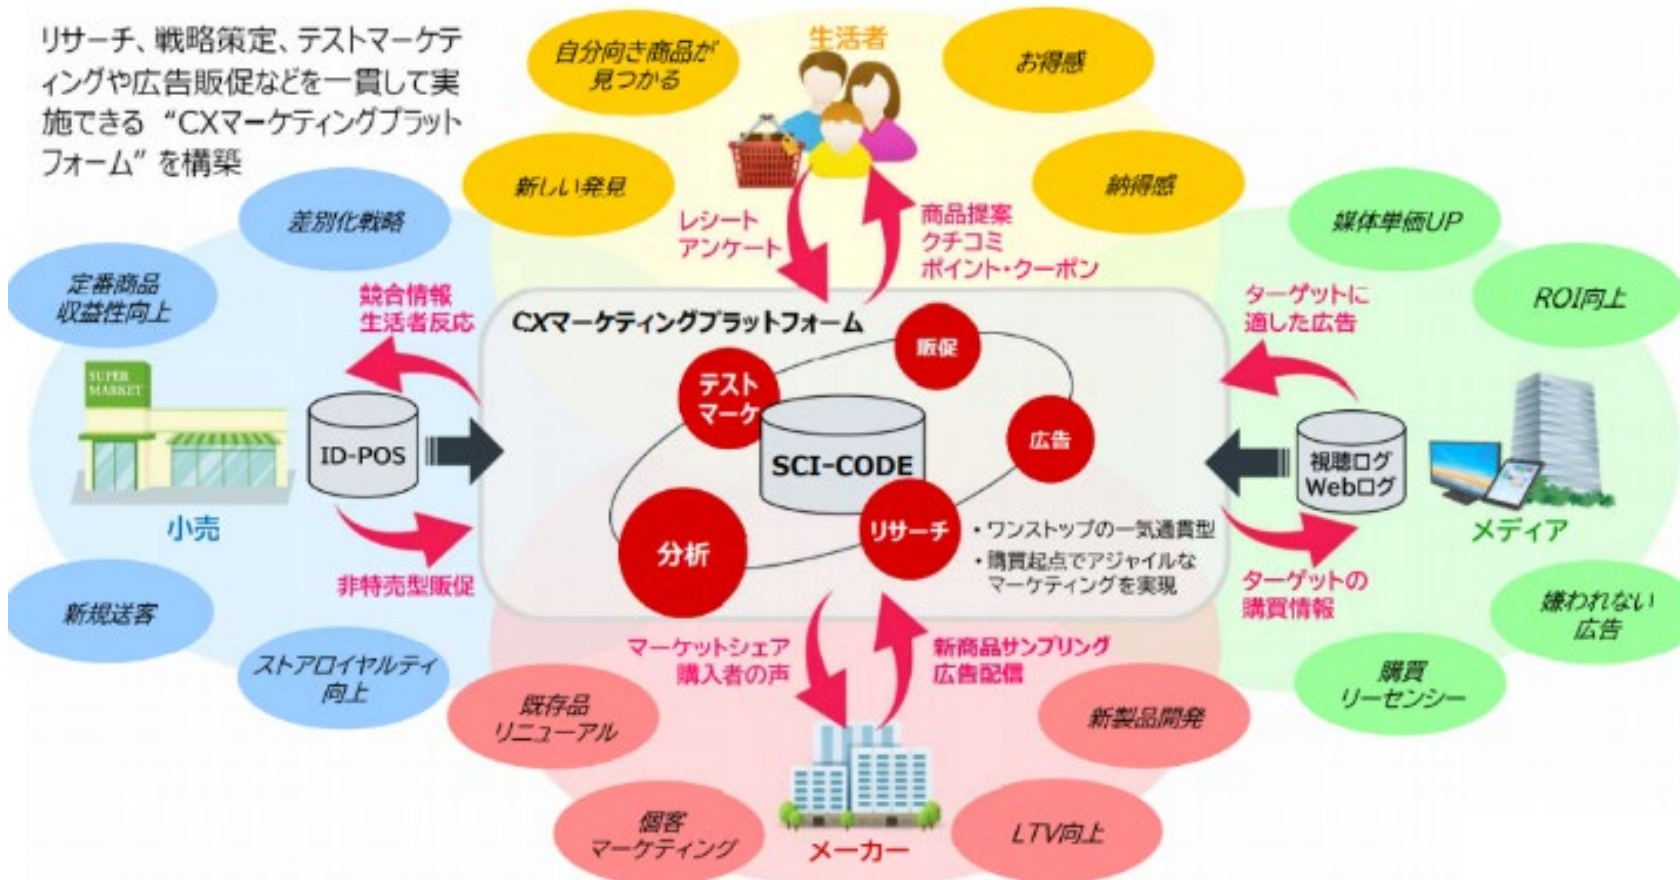 リサーチ、戦略策定、テストマーケテ
ィングや広告販促などを一貫して実
施できる “CXマーケティングプラット
フォーム” を構築
生活者
自分向き商品が
見つかる
お得感
新しい発見
納得感
レシート
アンケート
商品提案
クチコミ
ポイント・クーポン
差別化戦略
定番商品
収益性向上
競合情報
生活者反応
SUPER
MARKET
ID-POS
小売
非特売型販促
新規送客
ストアロイヤルティ
向上
CXマーケティングプラットフォーム
販促
テスト
マーケ
広告
SCI-CODE
リサーチ
分析
・ワンストップの一気通貫型
・購買起点でアジャイルな
マーケティングを実現
媒体単価UP
ROI向上
ターゲットに
適した広告
視聴ログ
Webログ
メディア
ターゲットの
購買情報
嫌われない
広告
購買
リーセンシー
マーケットシェア
購入者の声
新商品サンプリング
広告配信
既存品
リニューアル
新製品開発
個客
マーケティング
メーカー
LTV向上